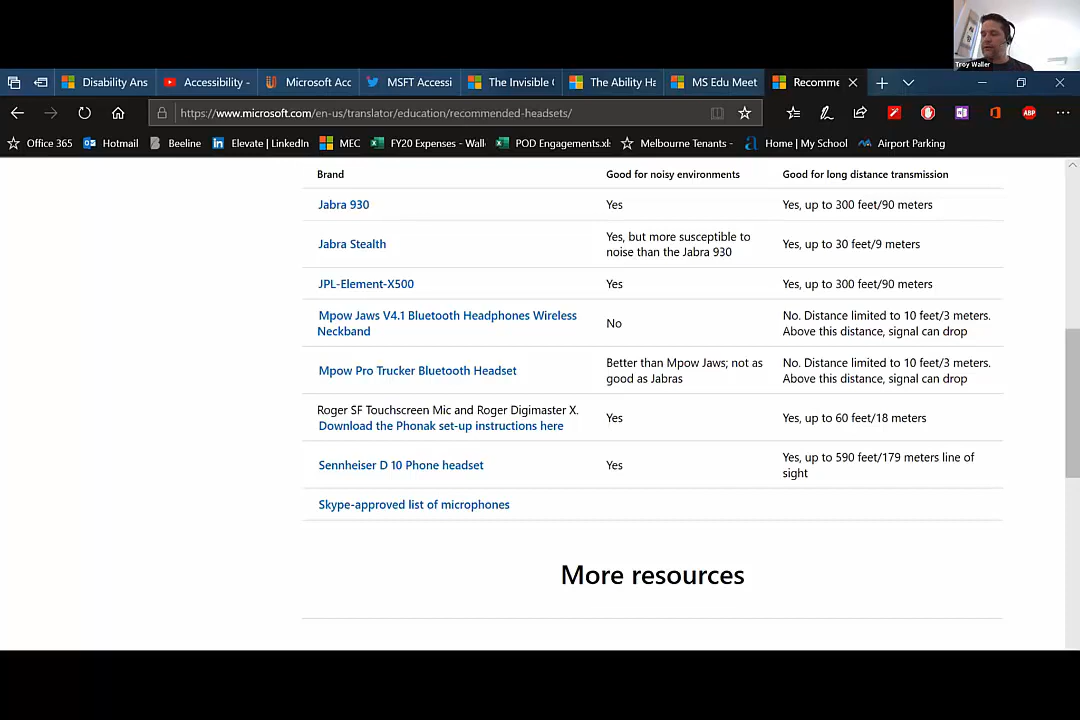 Troy Waller
Disability Ans
Accessibility -
Microsoft Acc
MSFT Accessi
The Invisible C
The Ability Ha
MS Edu Meet
Recomme
https://www.microsoft.com/en-us/translator/education/recommended-headsets/
ABP
Office 365
Hotmail
Beeline
Elevate | LinkedIn
MEC
FY20 Expenses - Wall
POD Engagements.xl
Melbourne Tenants -
Home | My School
Airport Parking
Brand
Good for noisy environments
Good for long distance transmission
Jabra 930
Yes
Yes, up to 300 feet/90 meters
Jabra Stealth
Yes, but more susceptible to
noise than the Jabra 930
Yes, up to 30 feet/9 meters
JPL-Element-X500
Yes
Yes, up to 300 feet/90 meters
Mpow Jaws V4.1 Bluetooth Headphones Wireless
Neckband
No
No. Distance limited to 10 feet/3 meters.
Above this distance, signal can drop
Mpow Pro Trucker Bluetooth Headset
Better than Mpow Jaws; not as
good as Jabras
No. Distance limited to 10 feet/3 meters.
Above this distance, signal can drop
Roger SF Touchscreen Mic and Roger Digimaster X.
Download the Phonak set-up instructions here
Yes
Yes, up to 60 feet/18 meters
Sennheiser D 10 Phone headset
Yes
Yes, up to 590 feet/179 meters line of
sight
Skype-approved list of microphones
More resources